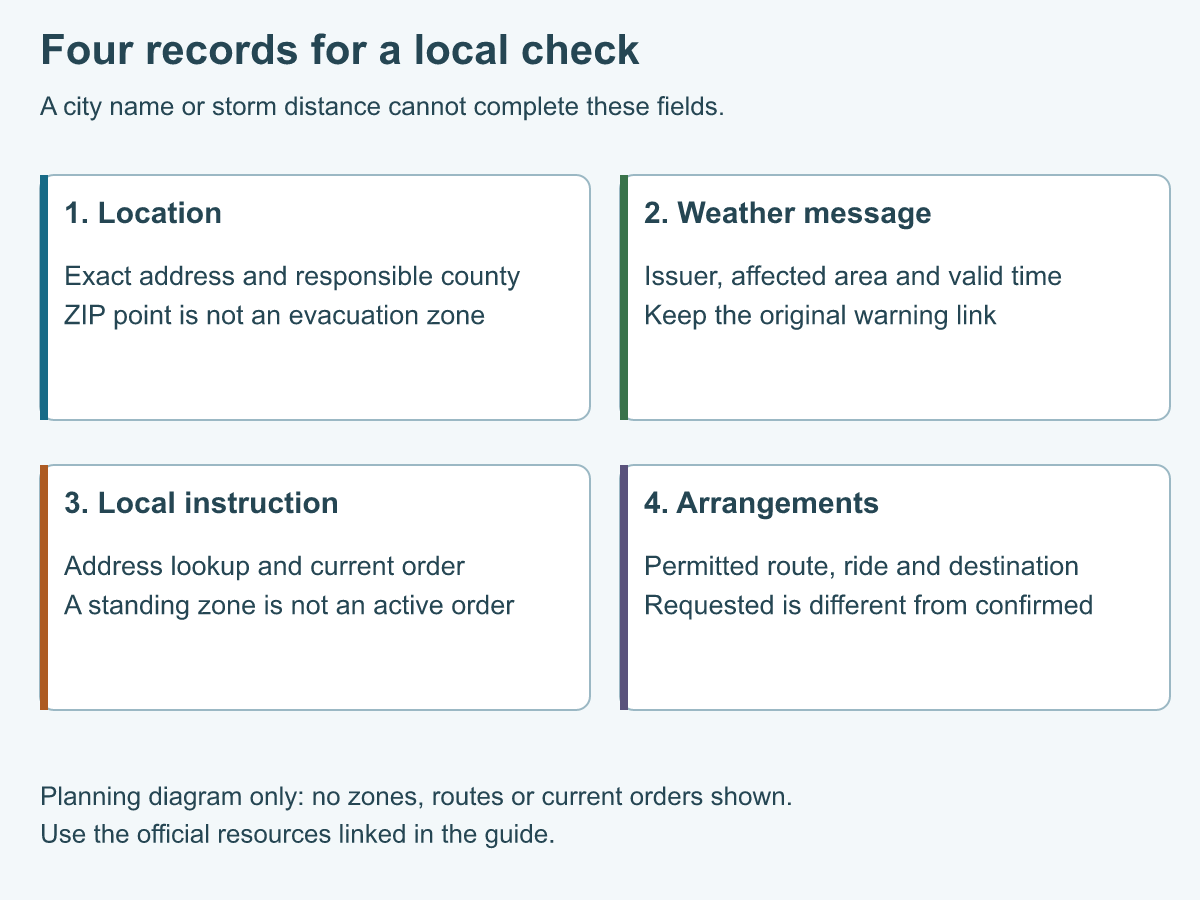 Four records for a local check
A city name or storm distance cannot complete these fields.
1. Location
Exact address and responsible county
ZIP point is not an evacuation zone
2. Weather message
Issuer, affected area and valid time
Keep the original warning link
3. Local instruction
Address lookup and current order
A standing zone is not an active order
4. Arrangements
Permitted route, ride and destination
Requested is different from confirmed
Planning diagram only: no zones, routes or current orders shown.
Use the official resources linked in the guide.